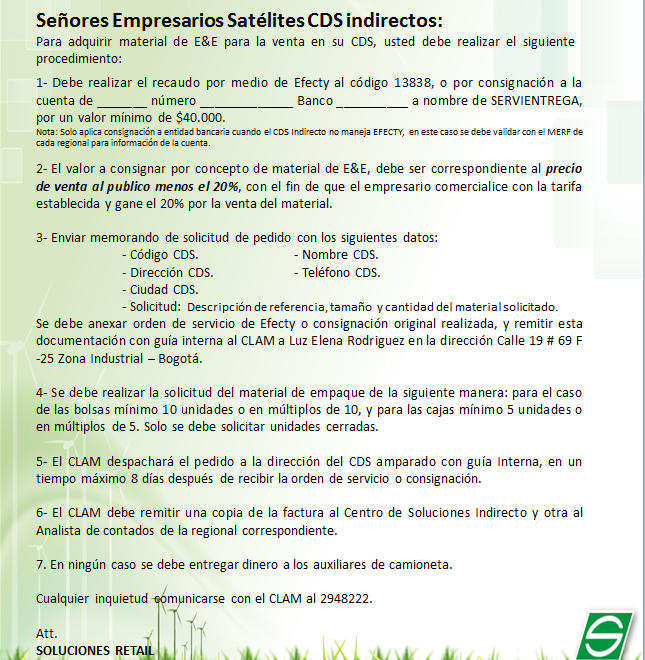 Señores Empresarios Satélites CDS indirectos:
Para adquirir material de E&E para la venta en su CDS, usted debe realizar el siguiente
procedimiento:
1- Debe realizar el recaudo por medio de Efecty al código 13838, o por consignación a la
cuenta de _______ número _____________ Banco __________ a nombre de SERVIENTREGA,
por un valor mínimo de $40.000.
Nota: Solo aplica consignación a entidad bancaria cuando el CDS Indirecto no maneja EFECTY, en este caso se debe validar con el MERF de
cada regional para información de la cuenta.
2- El valor a consignar por concepto de material de E&E, debe ser correspondiente al precio
de venta al publico menos el 20%, con el fin de que el empresario comercialice con la tarifa
establecida y gane el 20% por la venta del material.
3- Enviar memorando de solicitud de pedido con los siguientes datos:
- Código CDS. - Nombre CDS.
- Dirección CDS. - Teléfono CDS.
- Ciudad CDS.
- Solicitud: Descripción de referencia, tamaño y cantidad del material solicitado.
Se debe anexar orden de servicio de Efecty o consignación original realizada, y remitir esta
documentación con guía interna al CLAM a Luz Elena Rodriguez en la dirección Calle 19 # 69 F
-25 Zona Industrial – Bogotá.
4- Se debe realizar la solicitud del material de empaque de la siguiente manera: para el caso
de las bolsas mínimo 10 unidades o en múltiplos de 10, y para las cajas mínimo 5 unidades o
en múltiplos de 5. Solo se debe solicitar unidades cerradas.
5- El CLAM despachará el pedido a la dirección del CDS amparado con guía Interna, en un
tiempo máximo 8 días después de recibir la orden de servicio o consignación.
6- El CLAM debe remitir una copia de la factura al Centro de Soluciones Indirecto y otra al
Analista de contados de la regional correspondiente.
7. En ningún caso se debe entregar dinero a los auxiliares de camioneta.
Cualquier inquietud comunicarse con el CLAM al 2948222.
Att.
SOLUCIONES RETAIL